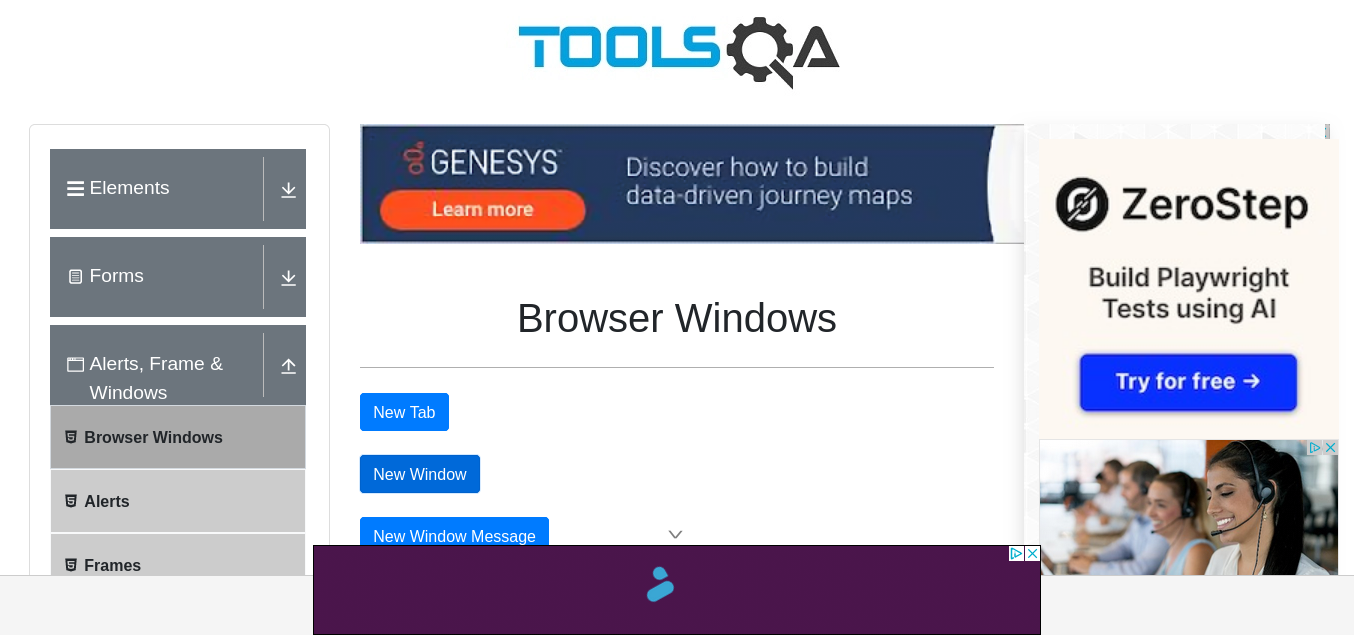 TOOLSQA
Elements
Forms
Alerts, Frame &
Windows
Browser Windows
Alerts
Frames
GENESYS
Learn more
Discover how to build
data-driven journey maps
Browser Windows
New Tab
New Window
New Window Message
ZeroStep
Build Playwright
Tests using AI
Try for free →